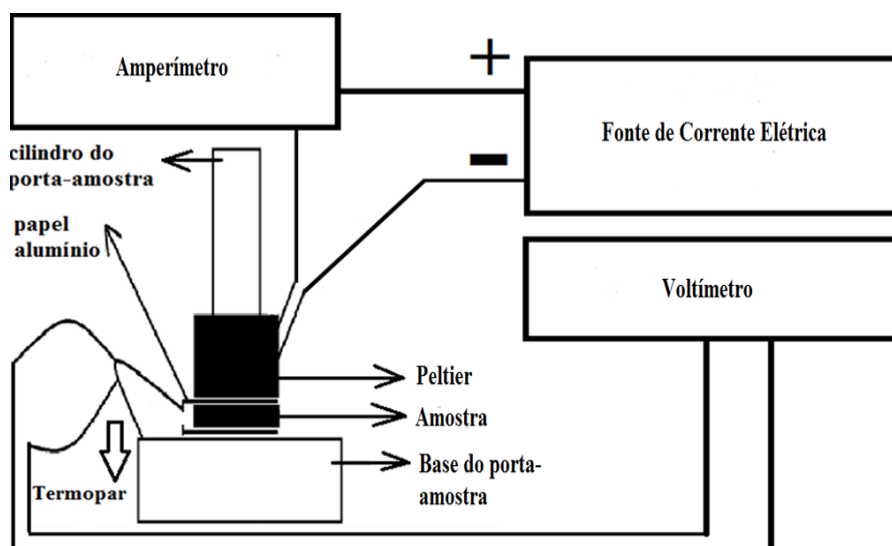 Amperímetro
+
Fonte de Corrente Elétrica
-
cilindro do
porta-amostra
papel
alumínio
Voltímetro
Peltier
Amostra
Base do porta-
amostra
Termopar